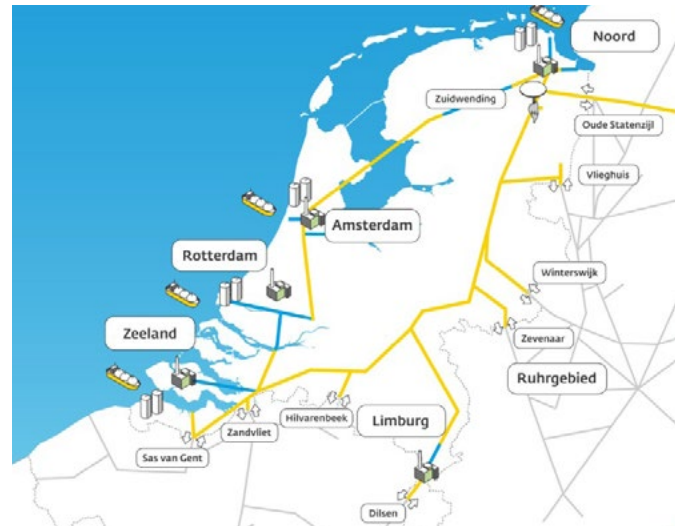 Noord
Zuidwending
Oude Statenzijl
Vlieghuis
Amsterdam
Rotterdam
Winterswijk
Zeeland
Zevenaar
Ruhrgebied
Hilvarenbeek
Limburg
Zandvliet
Sas van Gent
Dilsen